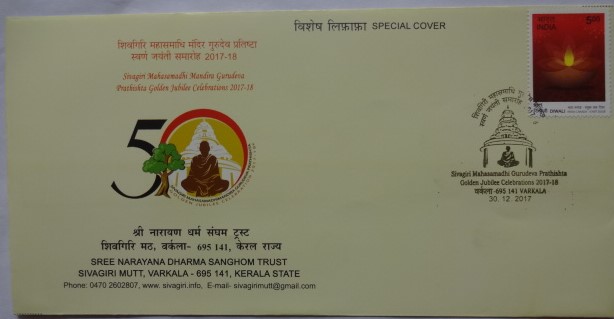 विशेष लिफ़ाफ़ा SPECIAL COVER
शिवगिरि महासमाधि मंदिर गुरुदेव प्रतिष्ठा
स्वर्ण जयंती समारोह 2017-18
Sivagiri Mahasamadhi Mandira Gurudeva
Prathishta Golden Jubilee Celebrations 2017-18
भारत
INDIA
5.00
DIWALI
50
Sivagiri Mahasamadhi Gurudeva Prathishta
Golden Jubilee Celebrations 2017-18
वर्कला-695 141 VARKALA
30. 12. 2017
श्री नारायण धर्म संघम ट्रस्ट
शिवगिरि मठ, वर्कला- 695 141, केरल राज्य
SREE NARAYANA DHARMA SANGHOM TRUST
SIVAGIRI MUTT, VARKALA - 695 141, KERALA STATE
Phone: 0470 2602807, www. sivagiri.info, E-mail- sivagirimutt@gmail.com